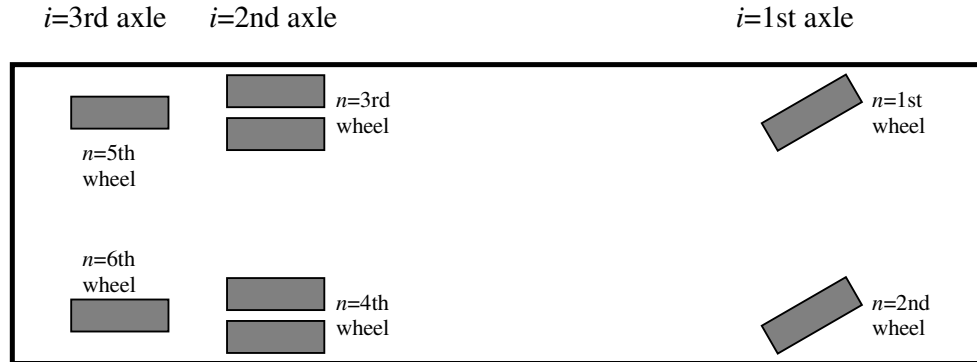 i=3rd axle
i=2nd axle
i=1st axle
n=3rd
wheel
n=1st
wheel
n=5th
wheel
n=6th
wheel
n=4th
wheel
n=2nd
wheel